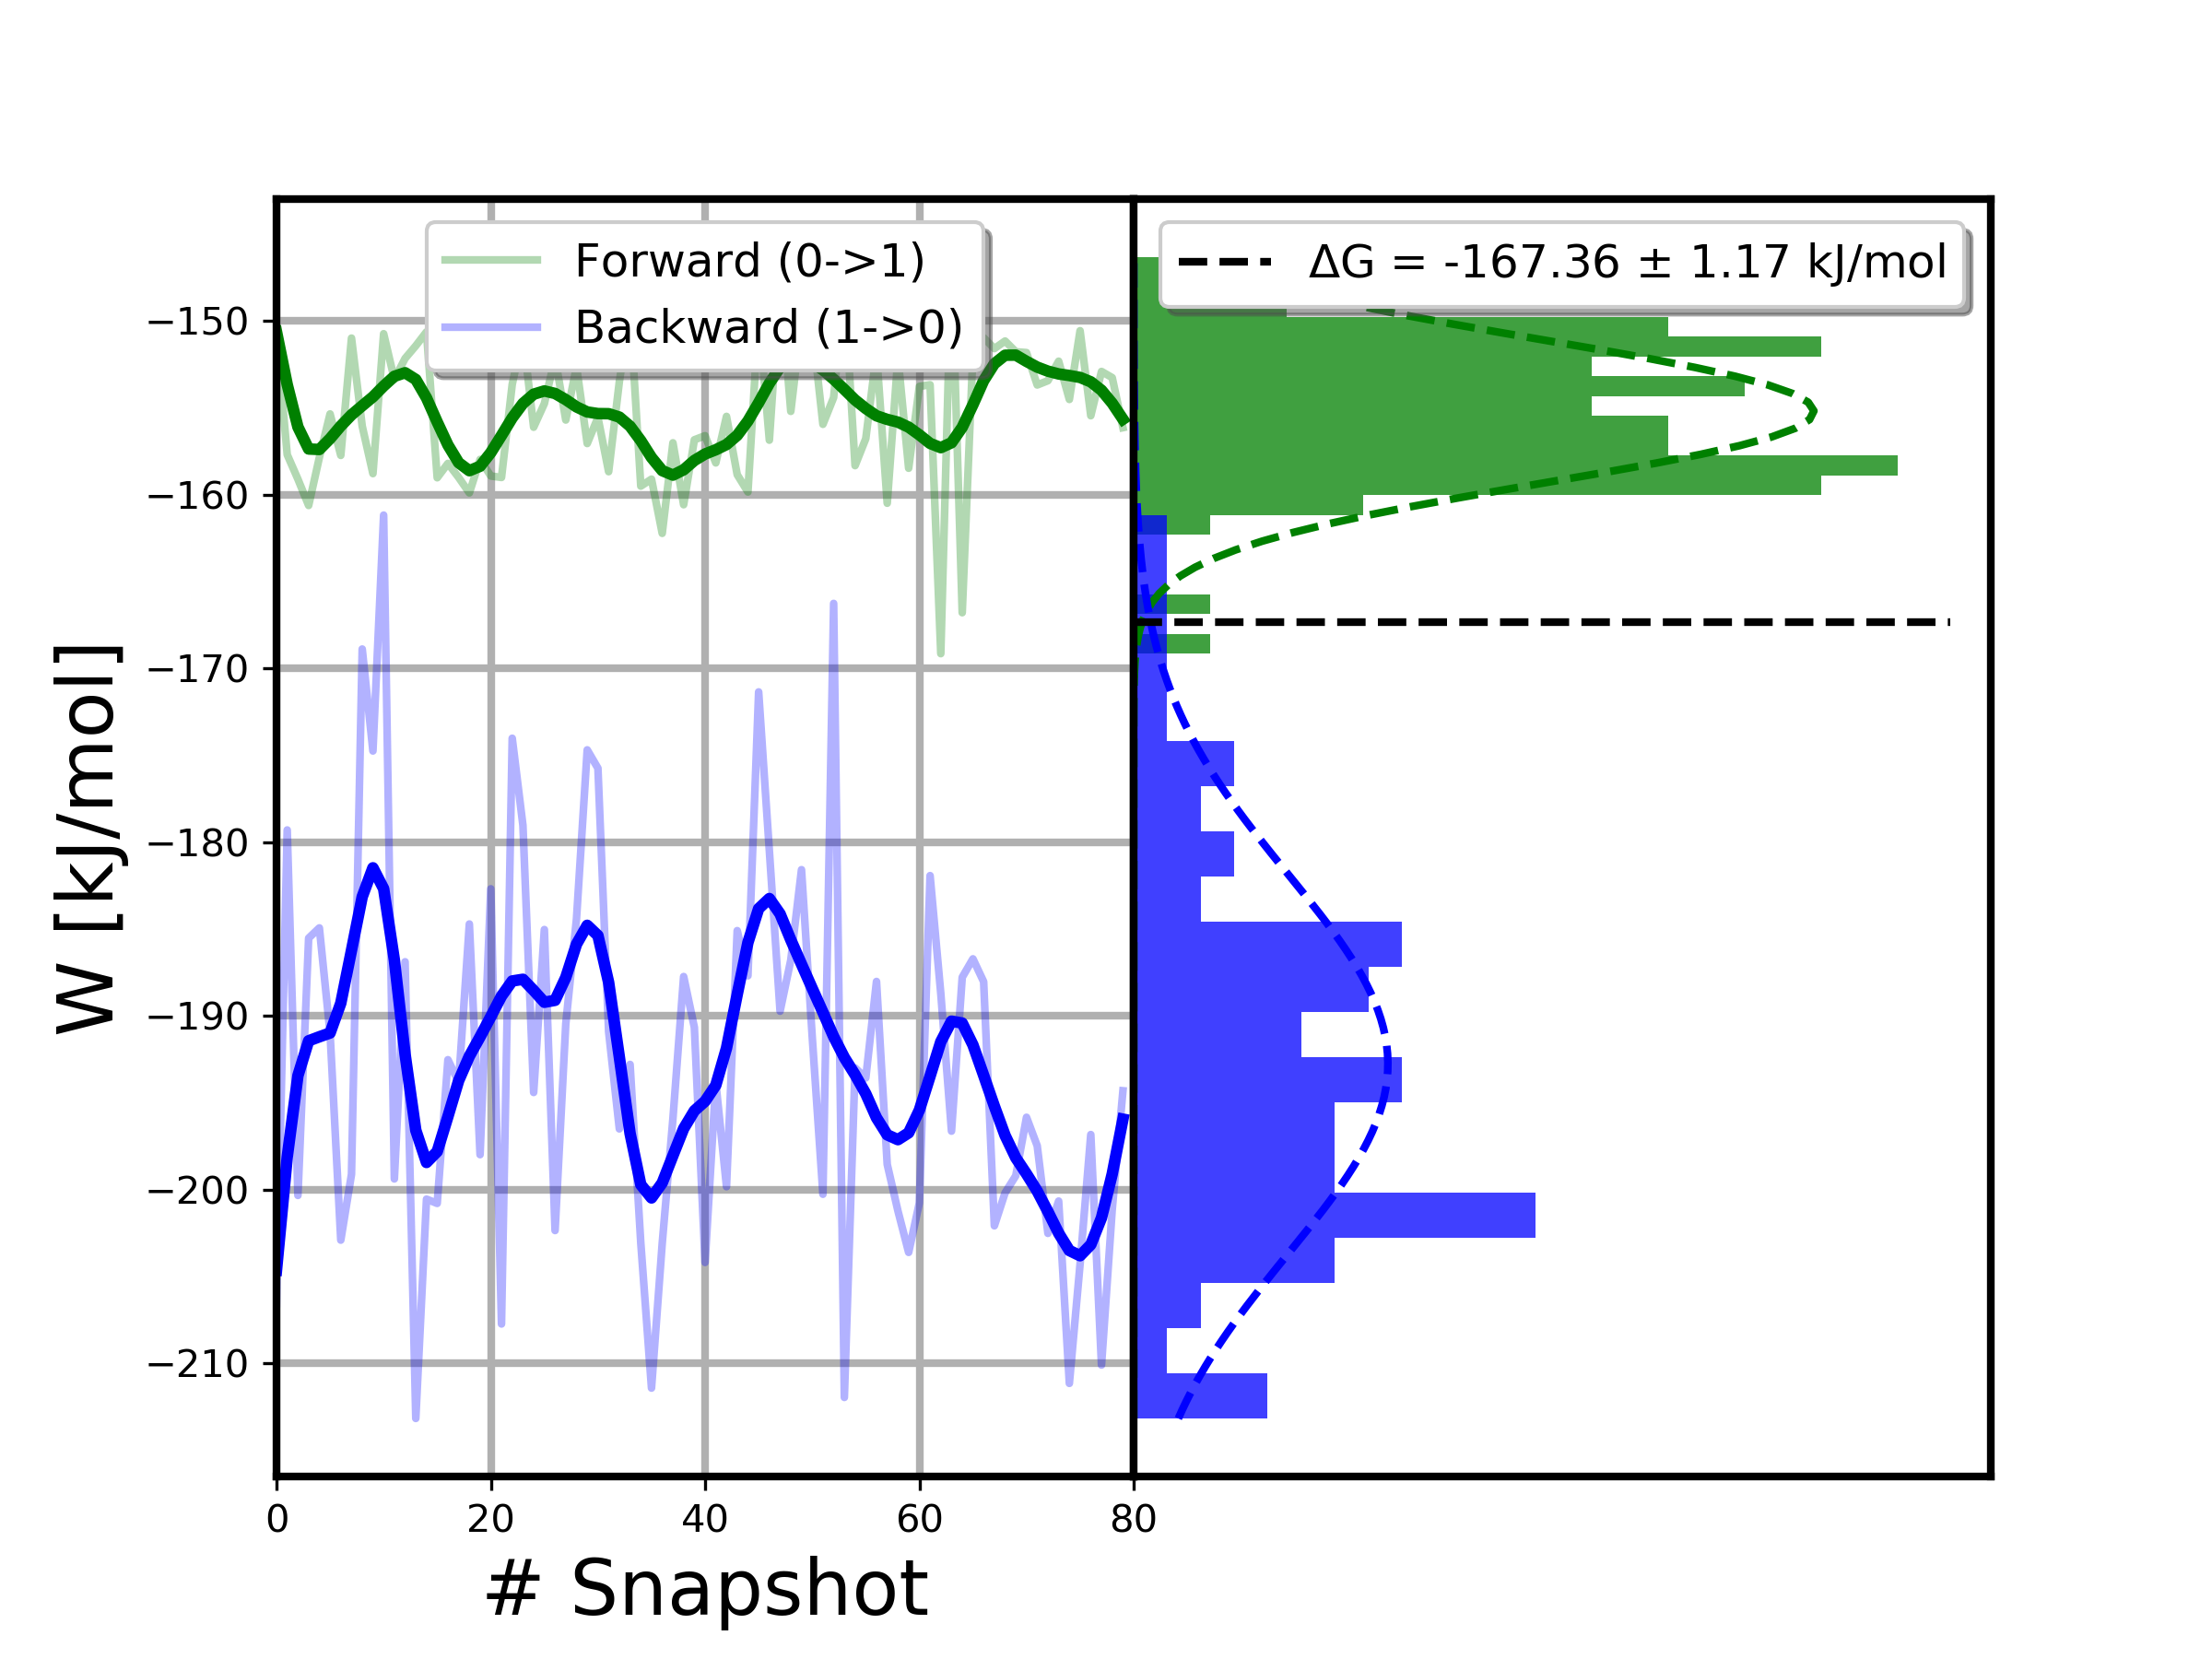 Forward (0->1)
Backward (1->0)
ΔG = -167.36 ± 1.17 kJ/mol
W [kJ/mol]
−150
−160
−170
−180
−190
−200
−210
0 20 40 60 80
# Snapshot